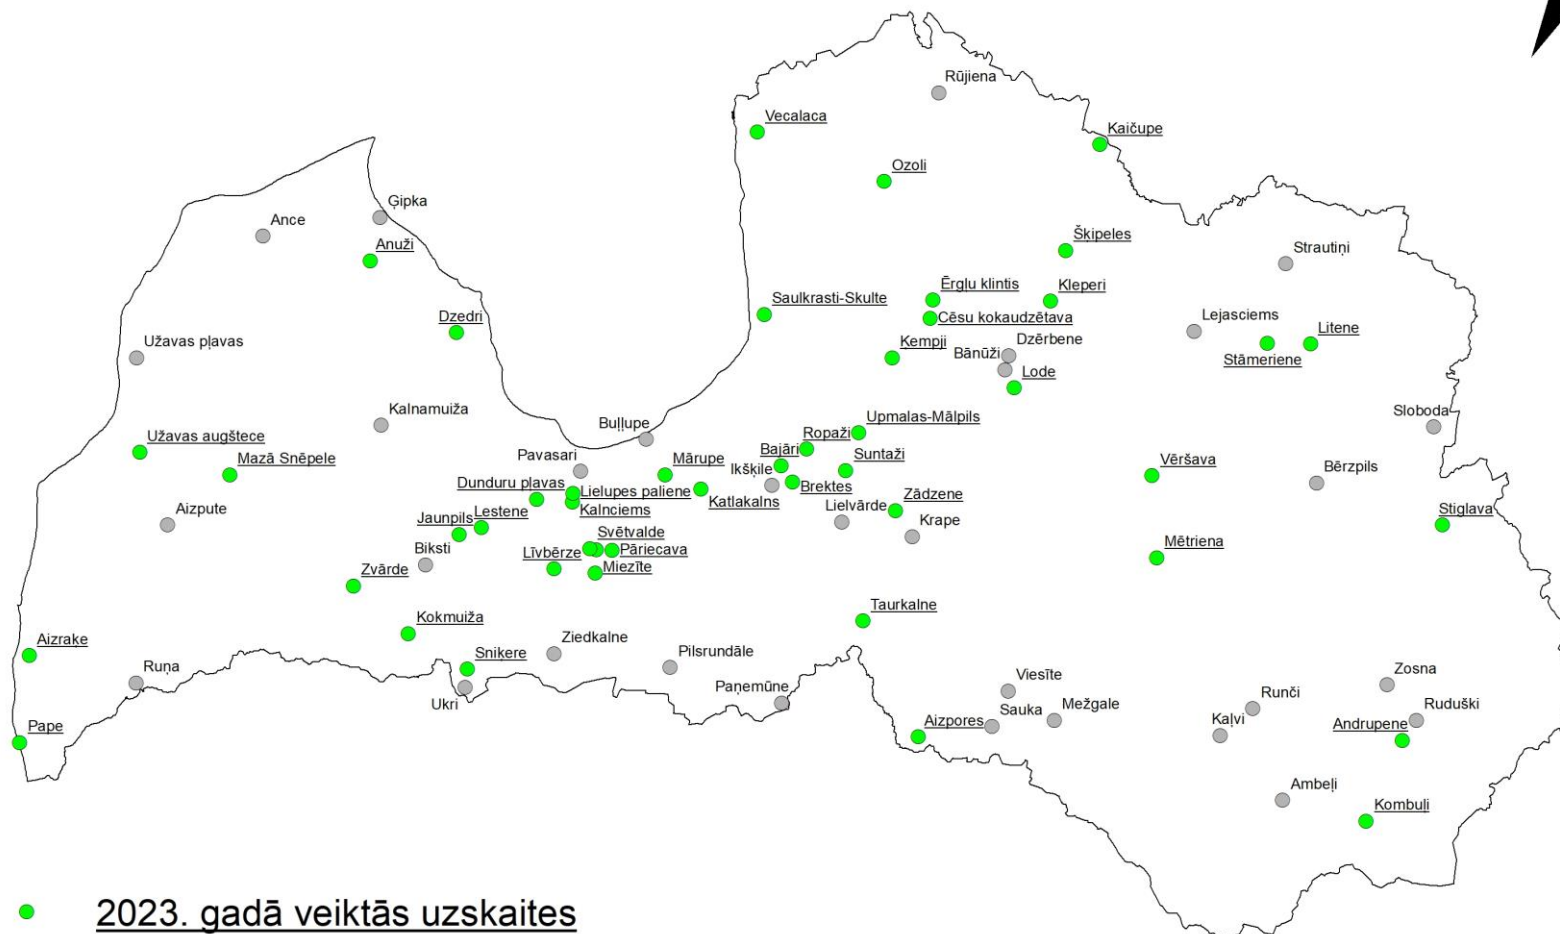 Rūjiena
Vecalaca
Kaičupe
Ozoli
Ģipka
Ance
Anuži
Šķipeles
Strautiņi
Ērgļu klintis
Kleperi
Saulkrasti-Skulte
Cēsu kokaudzētava
Dzedri
Lejasciems
Litene
Užavas pļavas
Ķempji
Dzērbene
Bānūži
Stāmeriene
Lode
Kalnamuiža
Buļļupe
Upmalas-Mālpils
Sloboda
Užavas augštece
Ropaži
Mazā Snēpele
Pavasari
Mārupe
Bajāri
Ikšķile
Suntaži
Vēršava
Bērzpils
Dunduru pļavas
Lielupes paliene
Brektes
Katlakalns
Zādzene
Aizpute
Lestene
Kalnciems
Lielvārde
Stiglava
Jaunpils
Krape
Biksti
Svētvalde
Līvbērze
Pāriecava
Mētriena
Zvārde
Miezīte
Kokmuiža
Taurkalne
Aizraķe
Ruņa
Sniķere
Ziedkalne
Pilsrundāle
Viesīte
Zosna
Ukri
Paņemūne
Sauka
Mežgale
Runči
Ruduški
Pape
Aizpores
Kaļvi
Andrupene
Ambeļi
Kombuļi
2023. gadā veiktās uzskaites